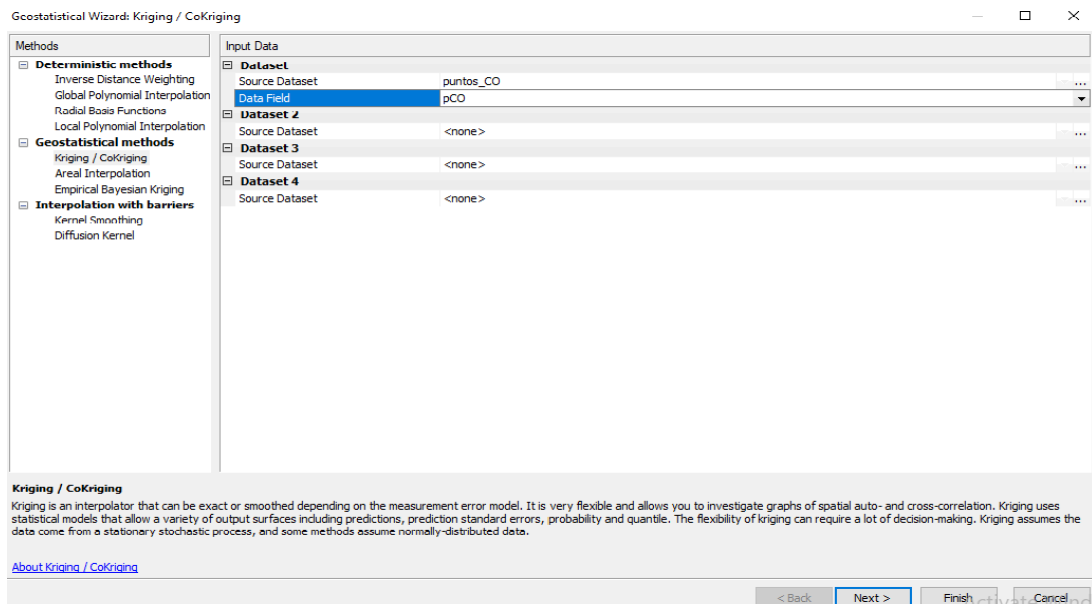 Geostatistical Wizard: Kriging / CoKriging
Methods
Deterministic methods
Inverse Distance Weighting
Global Polynomial Interpolation
Radial Basis Functions
Local Polynomial Interpolation
Geostatistical methods
Kriging / CoKriging
Areal Interpolation
Empirical Bayesian Kriging
Interpolation with barriers
Kernel Smoothing
Diffusion Kernel
Input Data
Dataset
Source Dataset puntos_CO ...
Data Field pCO
Dataset 2
Source Dataset <none> ...
Dataset 3
Source Dataset <none> ...
Dataset 4
Source Dataset <none> ...
Kriging / CoKriging
Kriging is an interpolator that can be exact or smoothed depending on the measurement error model. It is very flexible and allows you to investigate graphs of spatial auto- and cross-correlation. Kriging uses
statistical models that allow a variety of output surfaces including predictions, prediction standard errors, probability and quantile. The flexibility of kriging can require a lot of decision-making. Kriging assumes the
data come from a stationary stochastic process, and some methods assume normally-distributed data.
About Kriging / CoKriging
< Back Next > Finish Cancel